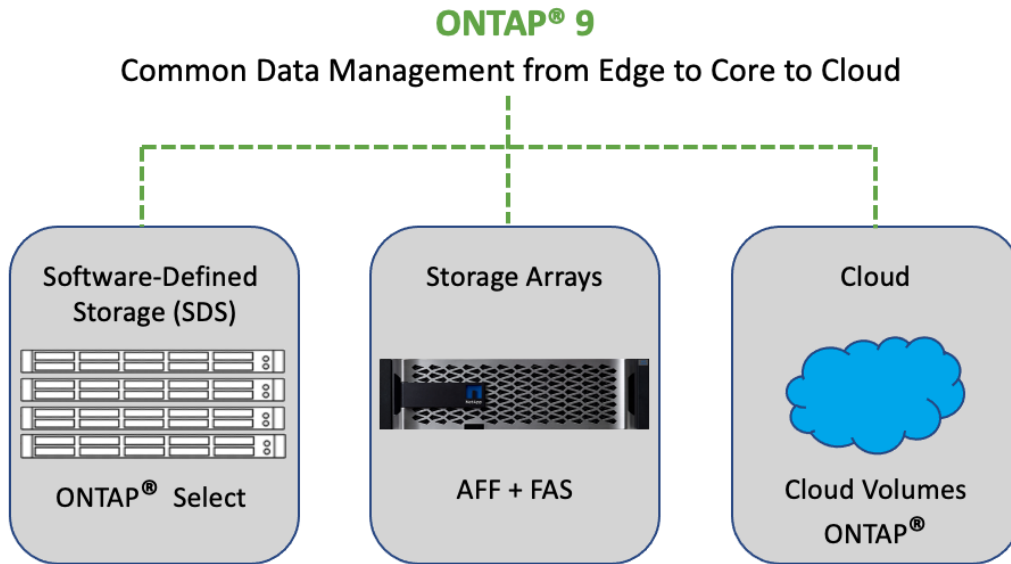 ONTAP® 9
Common Data Management from Edge to Core to Cloud
Software-Defined
Storage (SDS)
ONTAP® Select
Storage Arrays
AFF + FAS
Cloud
Cloud Volumes
ONTAP®